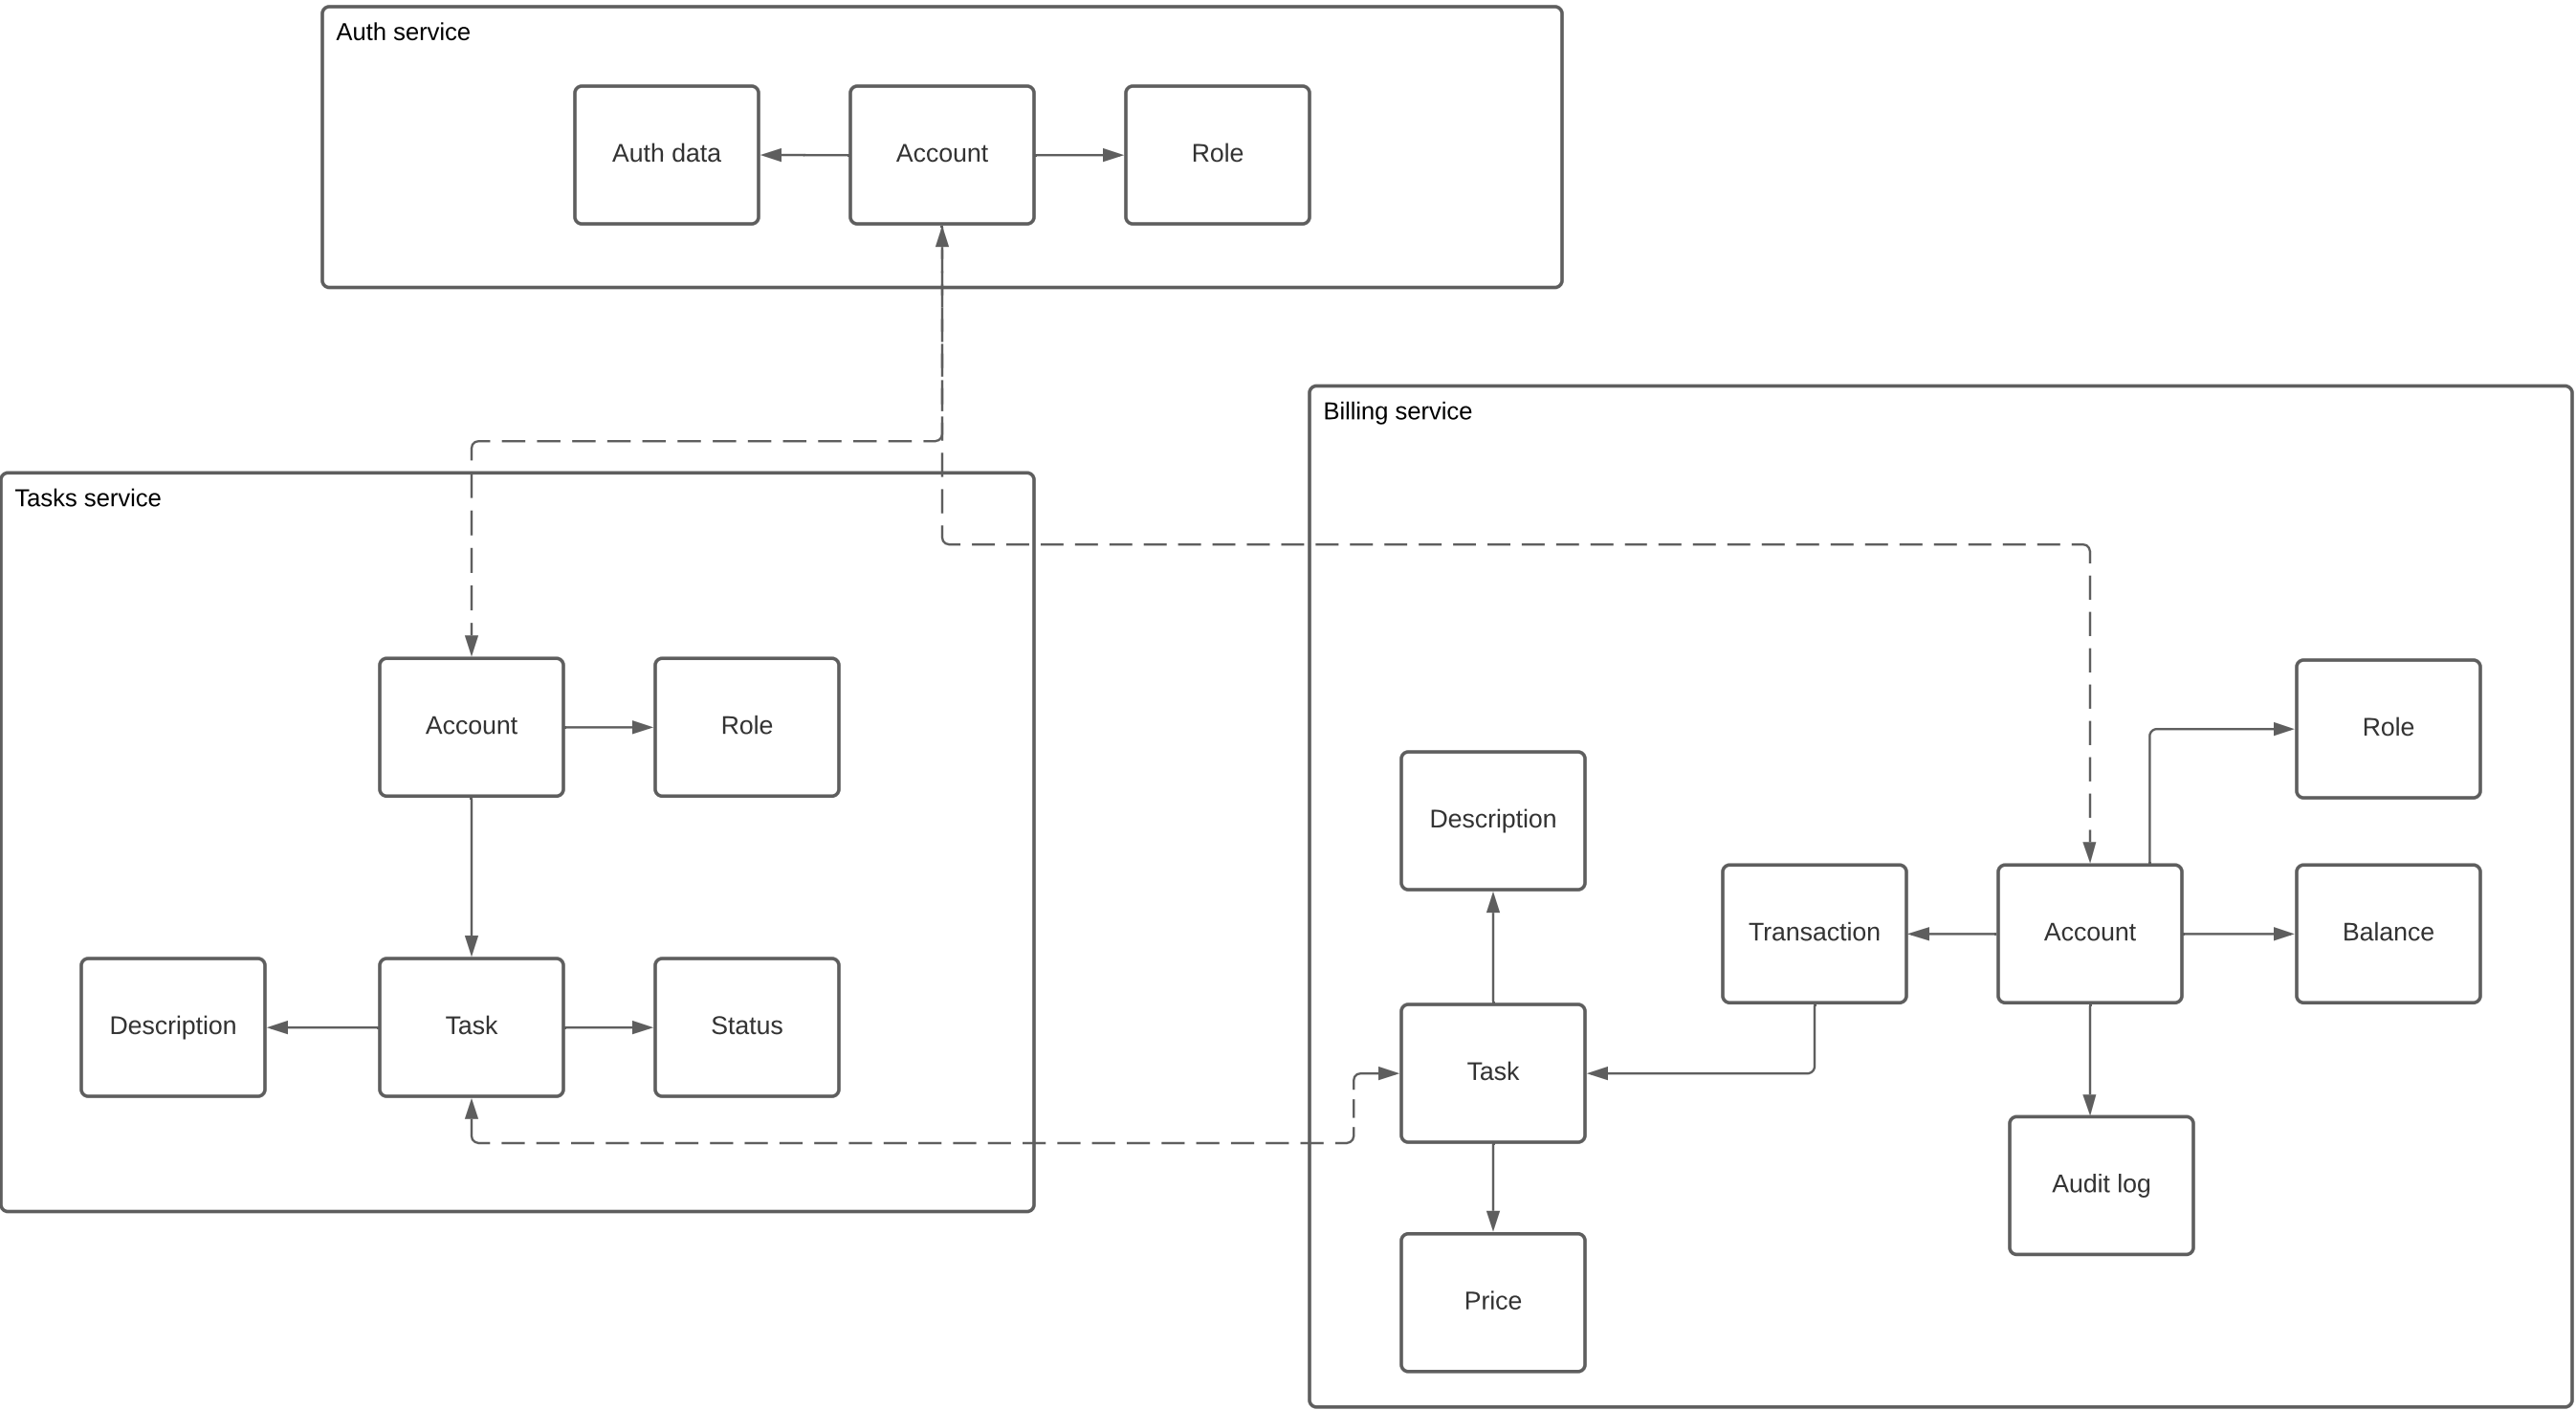 Auth service
Auth data
Account
Role
Billing service
Tasks service
Account
Role
Role
Description
Transaction
Account
Balance
Description
Task
Status
Task
Audit log
Price